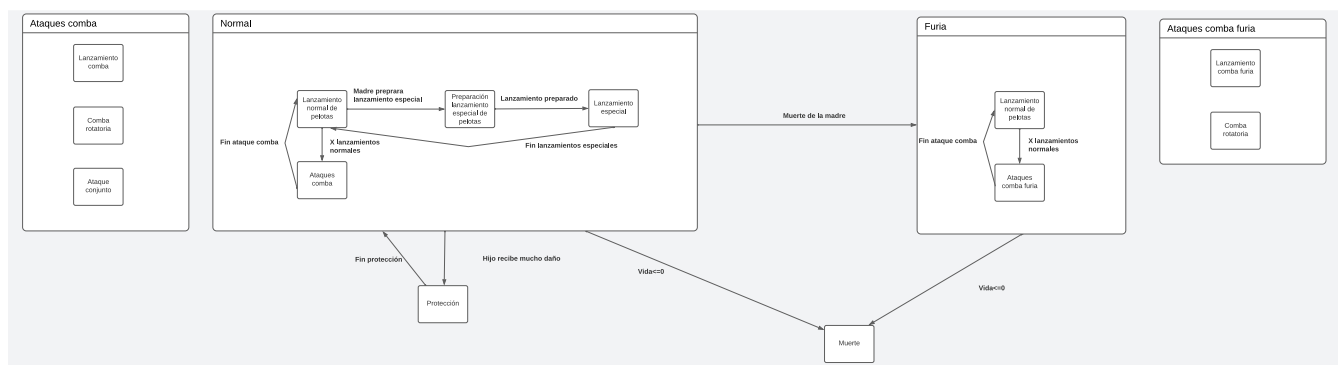 Ataques comba
Lanzamiento
comba
Comba
rotatoria
Ataque
conjunto
Normal
Lanzamiento
normal de
pelotas
Madre preprara
lanzamiento especial
Preparación
lanzamiento
especial de
pelotas
Lanzamiento preparado
Lanzamiento
especial
Fin ataque comba
X lanzamientos
normales
Fin lanzamientos especiales
Ataques
comba
Muerte de la madre
Furia
Lanzamiento
normal de
pelotas
Fin ataque comba
X lanzamientos
normales
Ataques
comba furia
Ataques comba furia
Lanzamiento
comba furia
Comba
rotatoria
Fin protección
Hijo recibe mucho daño
Protección
Vida<=0
Vida<=0
Muerte